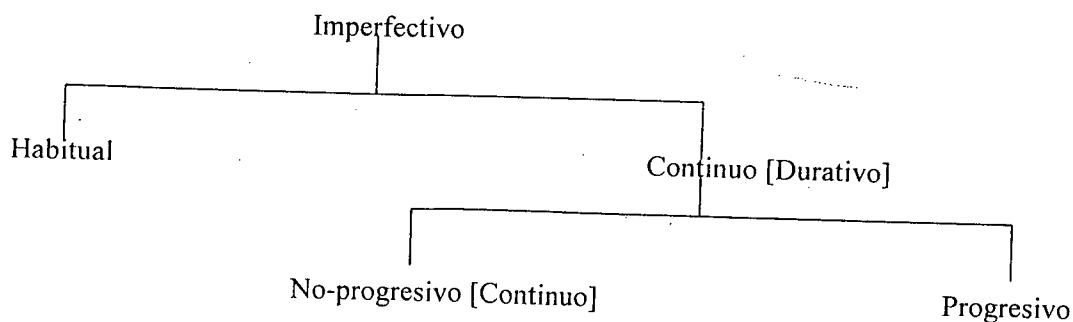 Imperfectivo
Habitual
Continuo [Durativo]
No-progresivo [Continuo]
Progresivo